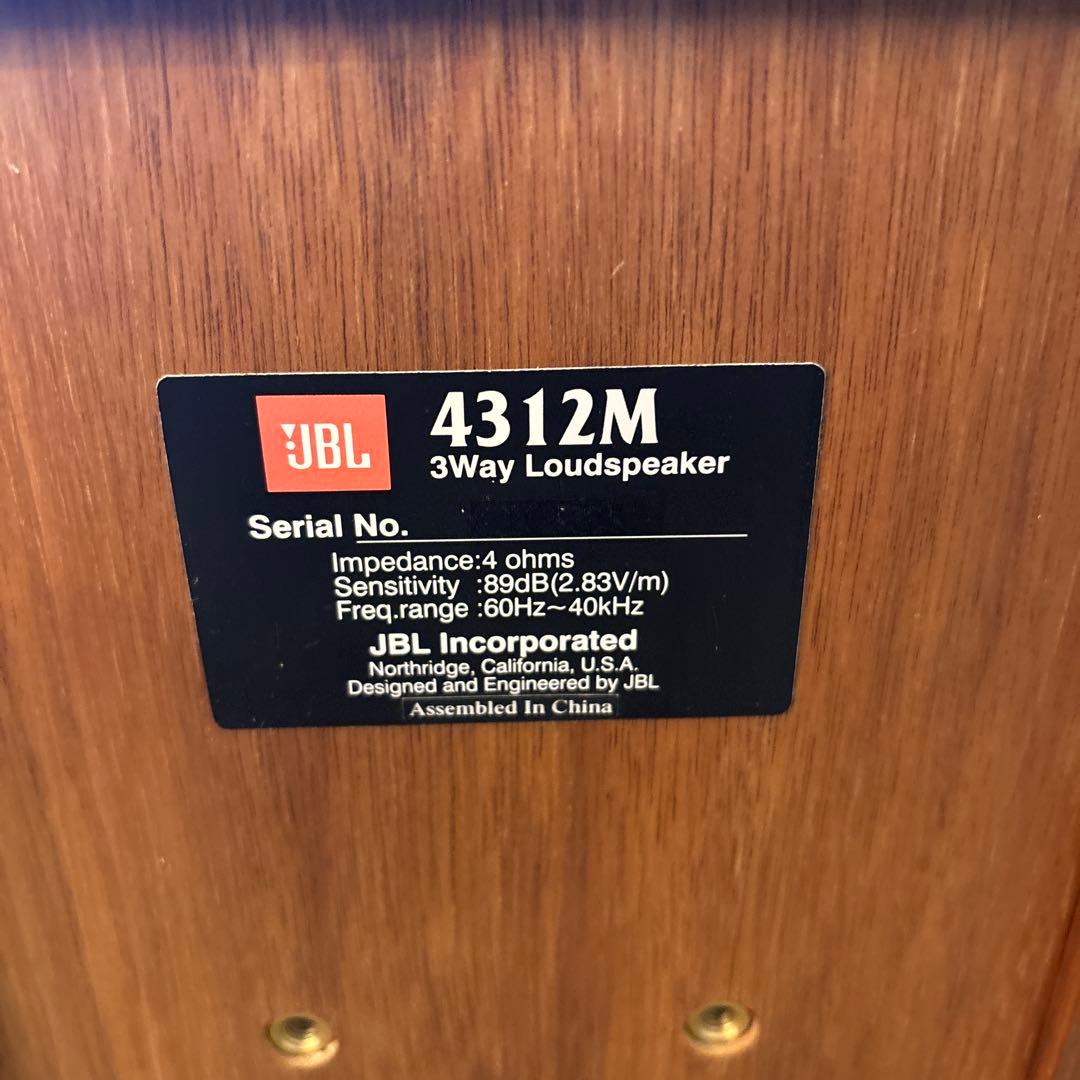 JBL
4312M
3Way Loudspeaker
Serial No.
Impedance:4 ohms
Sensitivity :89dB(2.83V/m)
Freq.range :60Hz~40kHz
JBL Incorporated
Northridge, California, U.S.A.
Designed and Engineered by JBL
Assembled In China